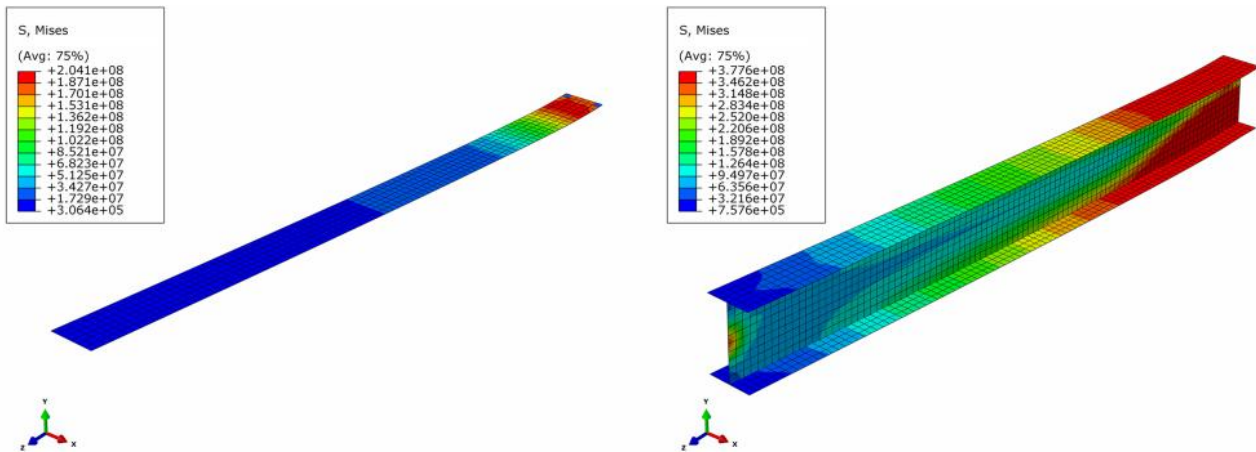 S, Mises
(Avg: 75%)
+2.041e+08
+1.871e+08
+1.701e+08
+1.531e+08
+1.362e+08
+1.192e+08
+1.022e+08
+8.521e+07
+6.823e+07
+5.125e+07
+3.427e+07
+1.729e+07
+3.064e+05
Y
Z
X
S, Mises
(Avg: 75%)
+3.776e+08
+3.462e+08
+3.148e+08
+2.834e+08
+2.520e+08
+2.206e+08
+1.892e+08
+1.578e+08
+1.264e+08
+9.497e+07
+6.356e+07
+3.216e+07
+7.576e+05
Y
Z
X